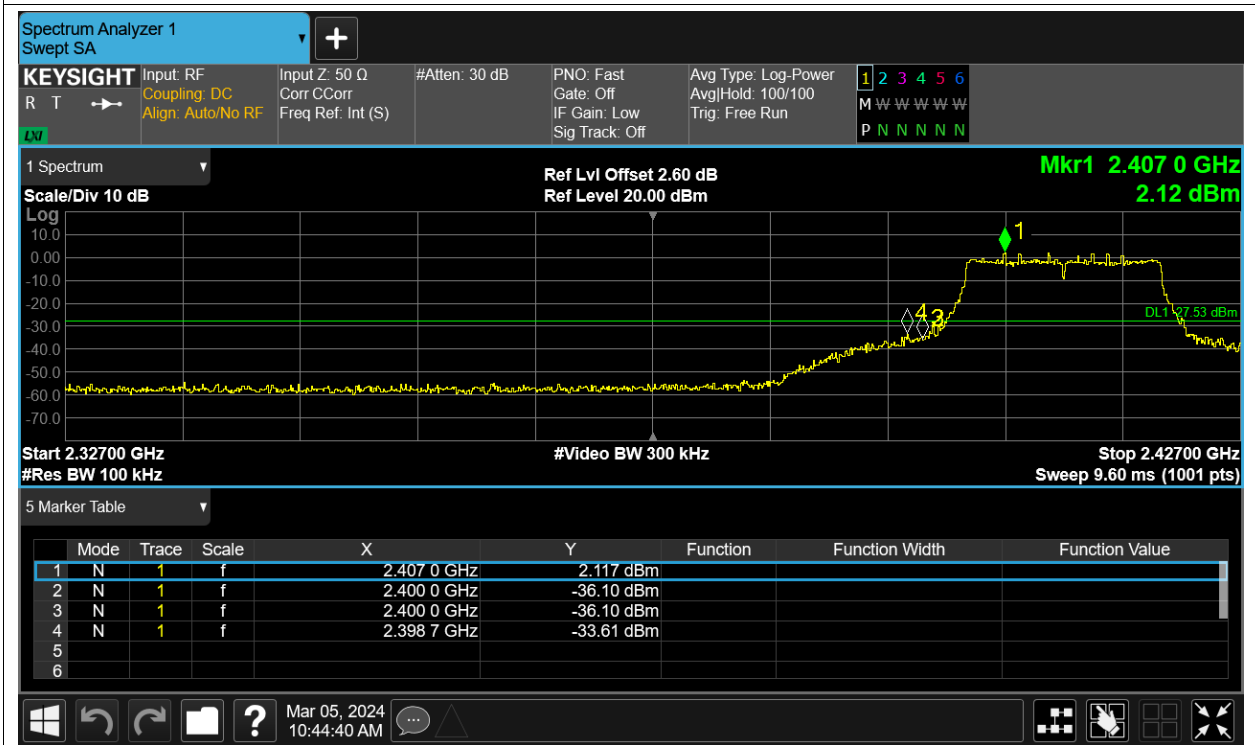 Spectrum Analyzer 1
Swept SA
KEYSIGHT
R T
LXI
Input: RF
Coupling: DC
Align: Auto/No RF
Input Z: 50 Ω
Corr CCorr
Freq Ref: Int (S)
#Atten: 30 dB
PNO: Fast
Gate: Off
IF Gain: Low
Sig Track: Off
Avg Type: Log-Power
Avg|Hold: 100/100
Trig: Free Run
1 2 3 4 5 6
M W W W W W
P N N N N N
1 Spectrum
Scale/Div 10 dB
Ref Lvl Offset 2.60 dB
Ref Level 20.00 dBm
Mkr1 2.407 0 GHz
2.12 dBm
Log
10.0
0.00
-10.0
-20.0
-30.0
-40.0
-50.0
-60.0
-70.0
1
4 3
DL1 -27.53 dBm
Start 2.32700 GHz
#Res BW 100 kHz
#Video BW 300 kHz
Stop 2.42700 GHz
Sweep 9.60 ms (1001 pts)
5 Marker Table
Mode Trace Scale X Y Function Function Width Function Value
1 N 1 f 2.407 0 GHz 2.117 dBm
2 N 1 f 2.400 0 GHz -36.10 dBm
3 N 1 f 2.400 0 GHz -36.10 dBm
4 N 1 f 2.398 7 GHz -33.61 dBm
5
6
?
Mar 05, 2024
10:44:40 AM